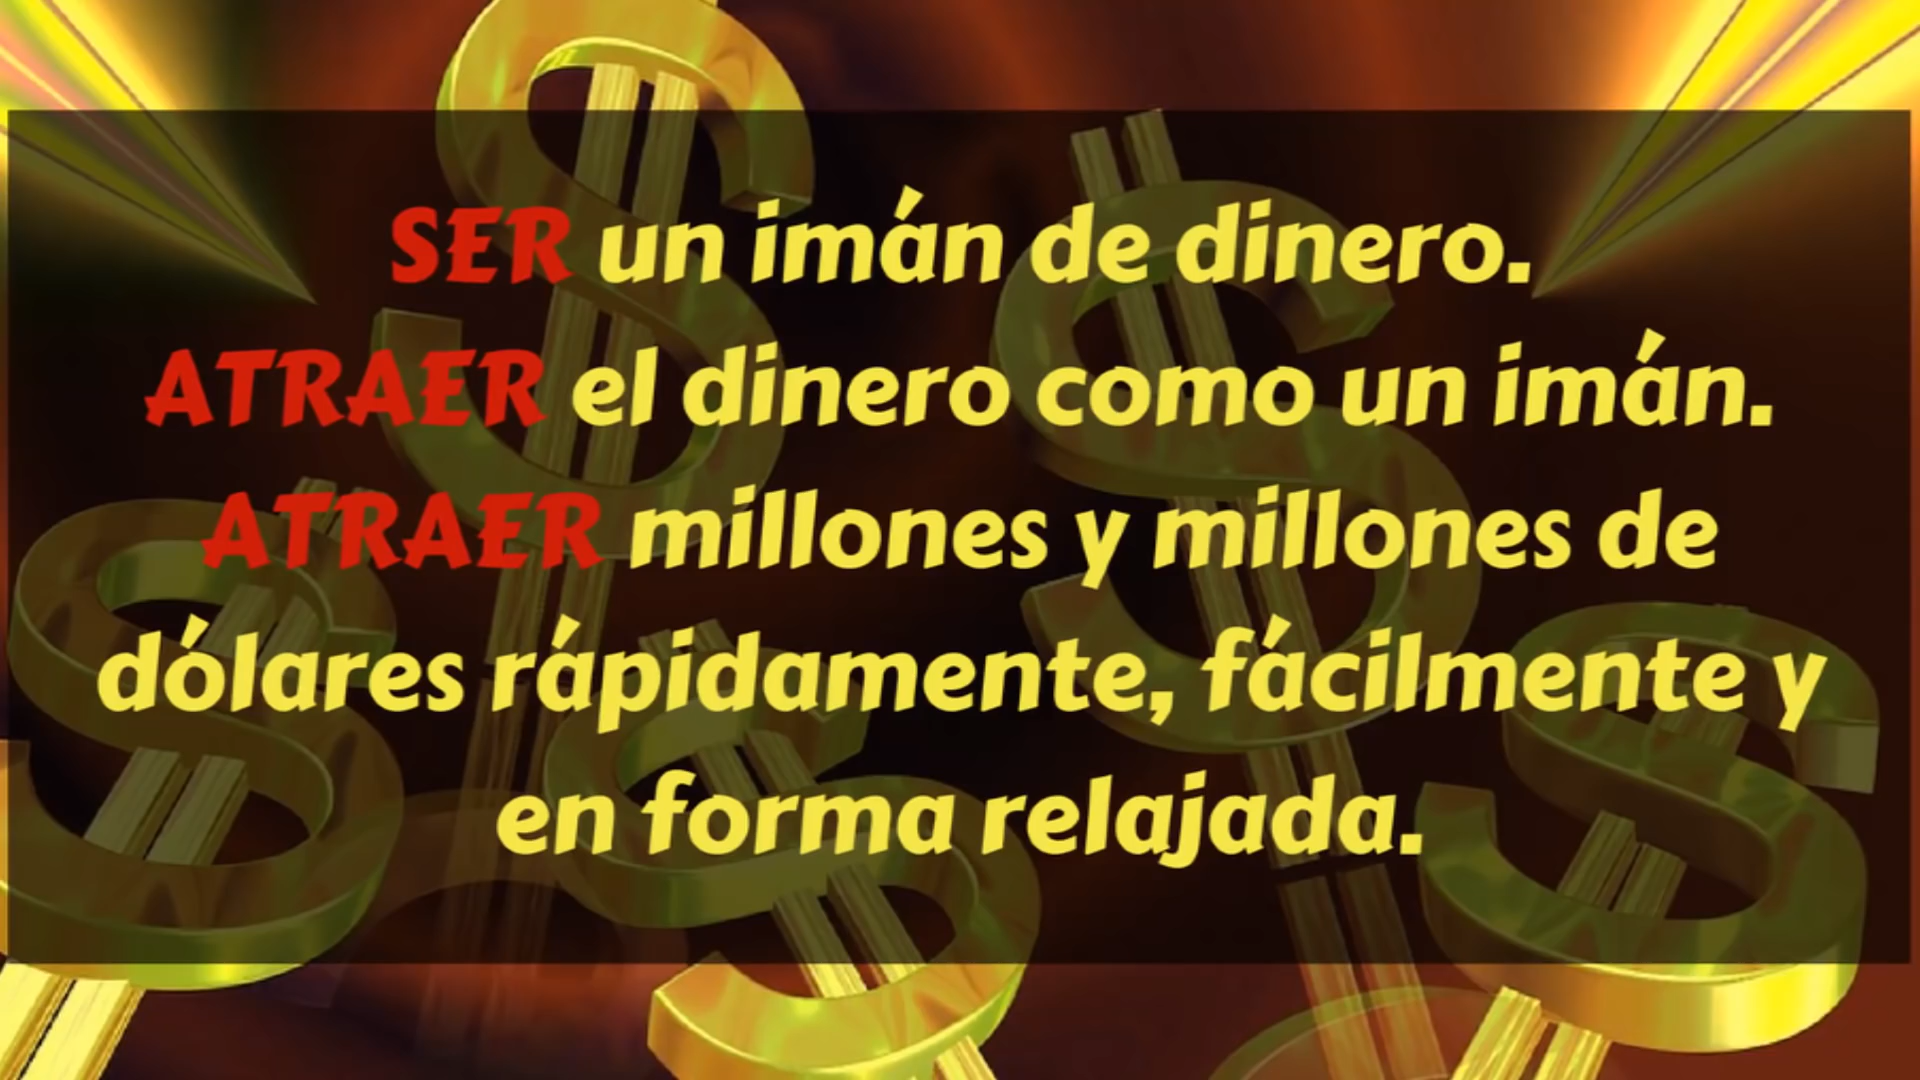 SER un imán de dinero.
ATRAER el dinero como un imán.
ATRAER millones y millones de
dólares rápidamente, fácilmente y
en forma relajada.